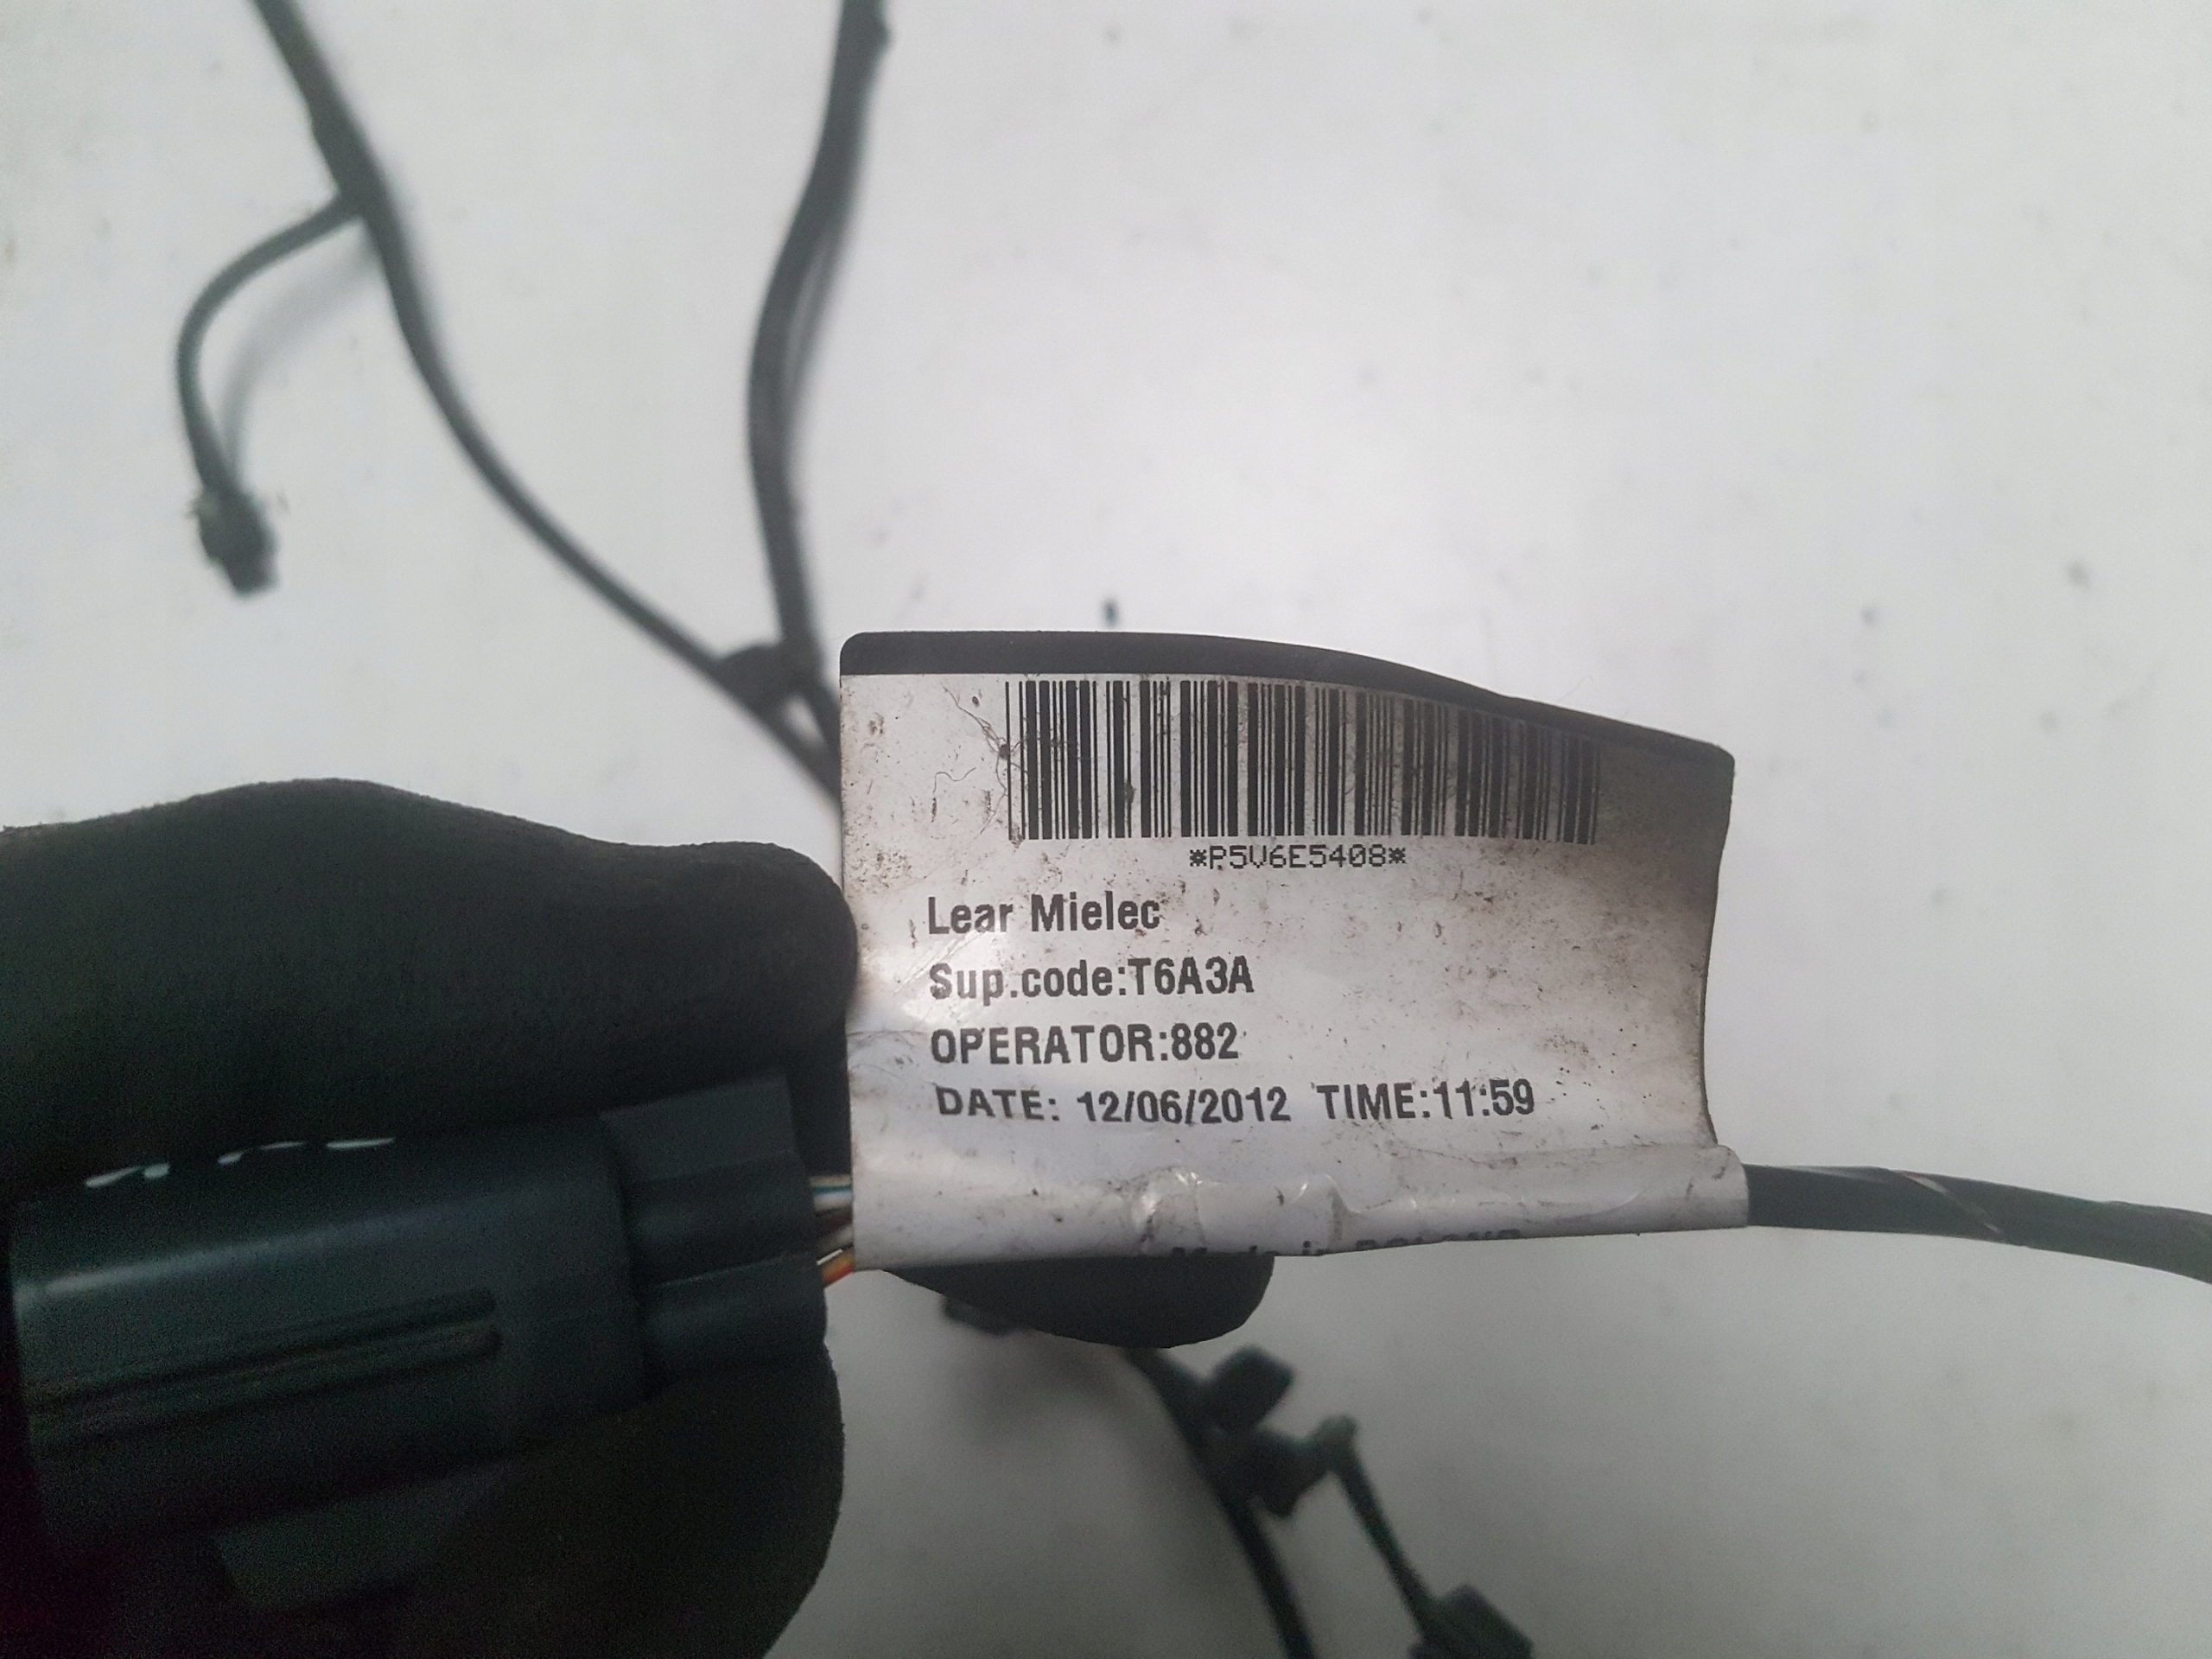 *P5V6E5408*
Lear Mielec
Sup.code:T6A3A
OPERATOR:882
DATE: 12/06/2012 TIME:11:59